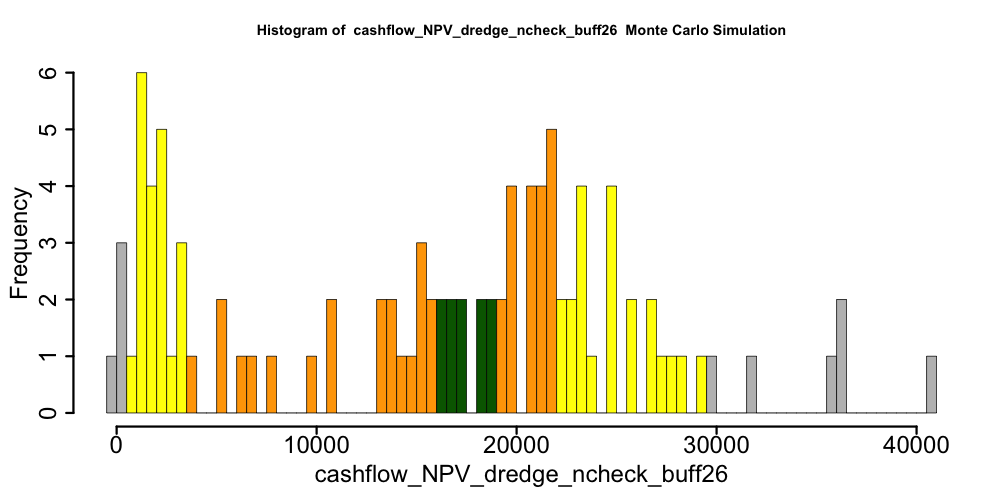 Histogram of  cashflow_NPV_dredge_ncheck_buff26  Monte Carlo Simulation
6
5
4
3
2
1
0
Frequency
0 10000 20000 30000 40000
cashflow_NPV_dredge_ncheck_buff26